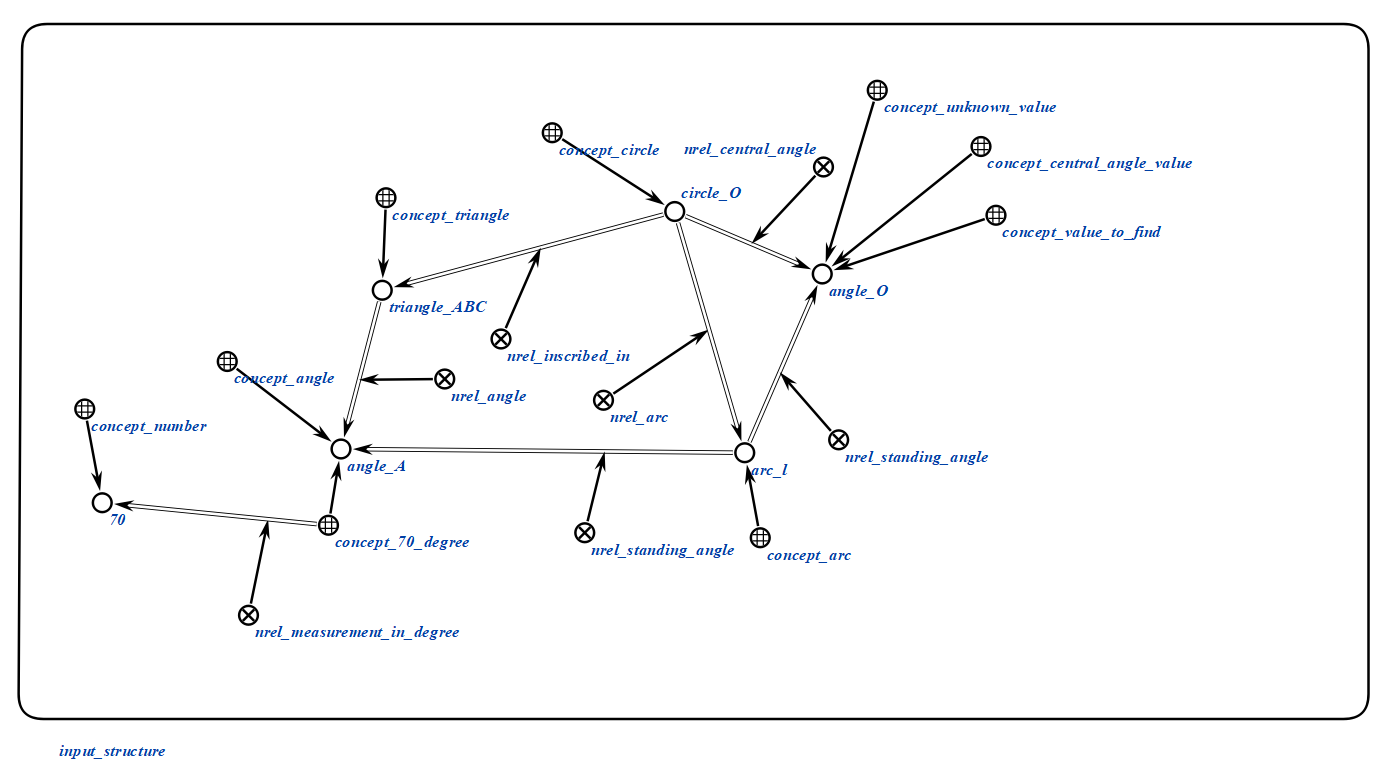 concept_unknown_value
concept_circle
nrel_central_angle
concept_central_angle_value
circle_O
concept_triangle
concept_value_to_find
angle_O
triangle_ABC
nrel_inscribed_in
concept_angle
nrel_angle
nrel_arc
concept_number
nrel_standing_angle
angle_A
arc_l
70
concept_70_degree
nrel_standing_angle
concept_arc
nrel_measurement_in_degree
input_structure